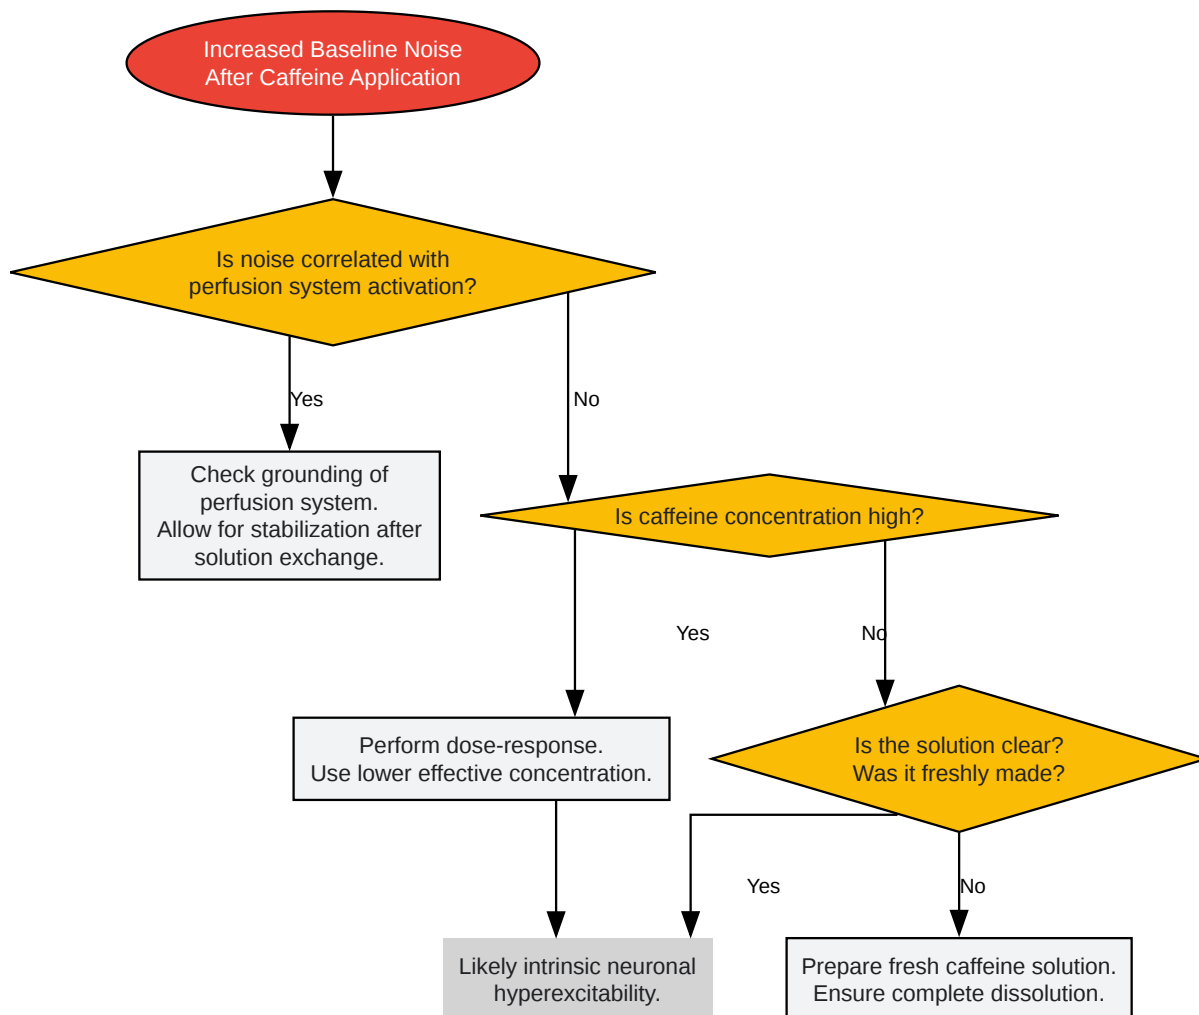 Increased Baseline Noise
After Caffeine Application
Is noise correlated with
perfusion system activation?
Yes
No
Check grounding of
perfusion system.
Allow for stabilization after
solution exchange.
Is caffeine concentration high?
Yes
No
Perform dose-response.
Use lower effective concentration.
Is the solution clear?
Was it freshly made?
Yes
No
Likely intrinsic neuronal
hyperexcitability.
Prepare fresh caffeine solution.
Ensure complete dissolution.